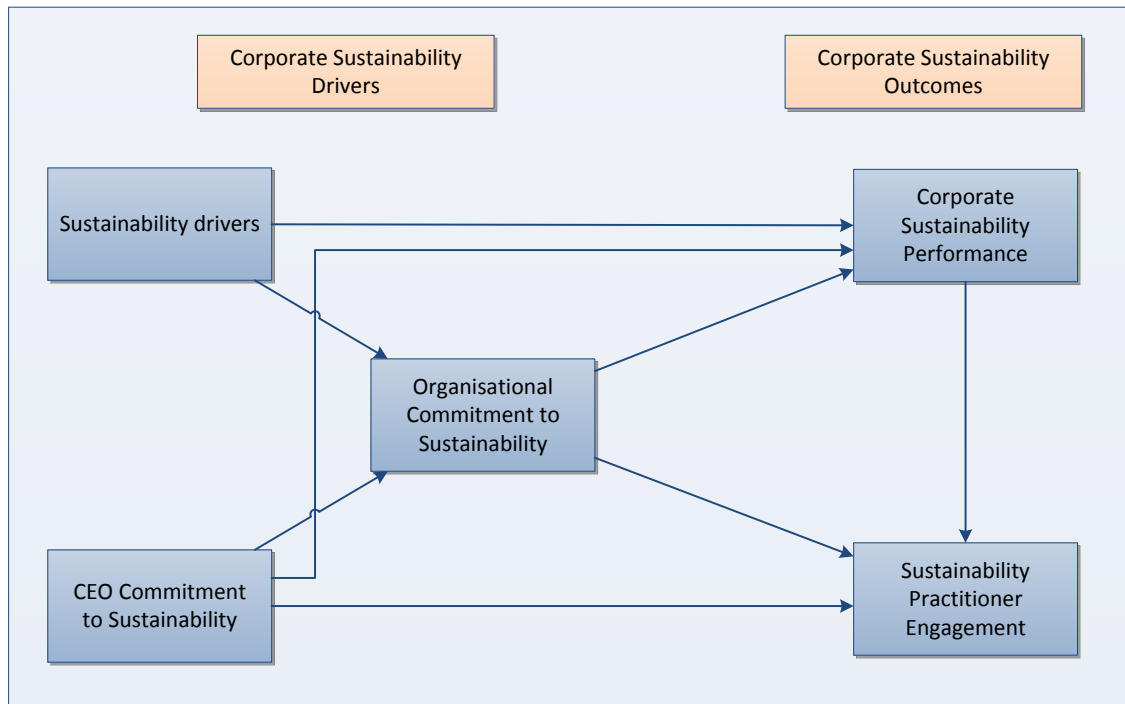 Corporate Sustainability
Drivers
Corporate Sustainability
Outcomes
Sustainability drivers
Corporate
Sustainability
Performance
Organisational
Commitment to
Sustainability
CEO Commitment
to Sustainability
Sustainability
Practitioner
Engagement